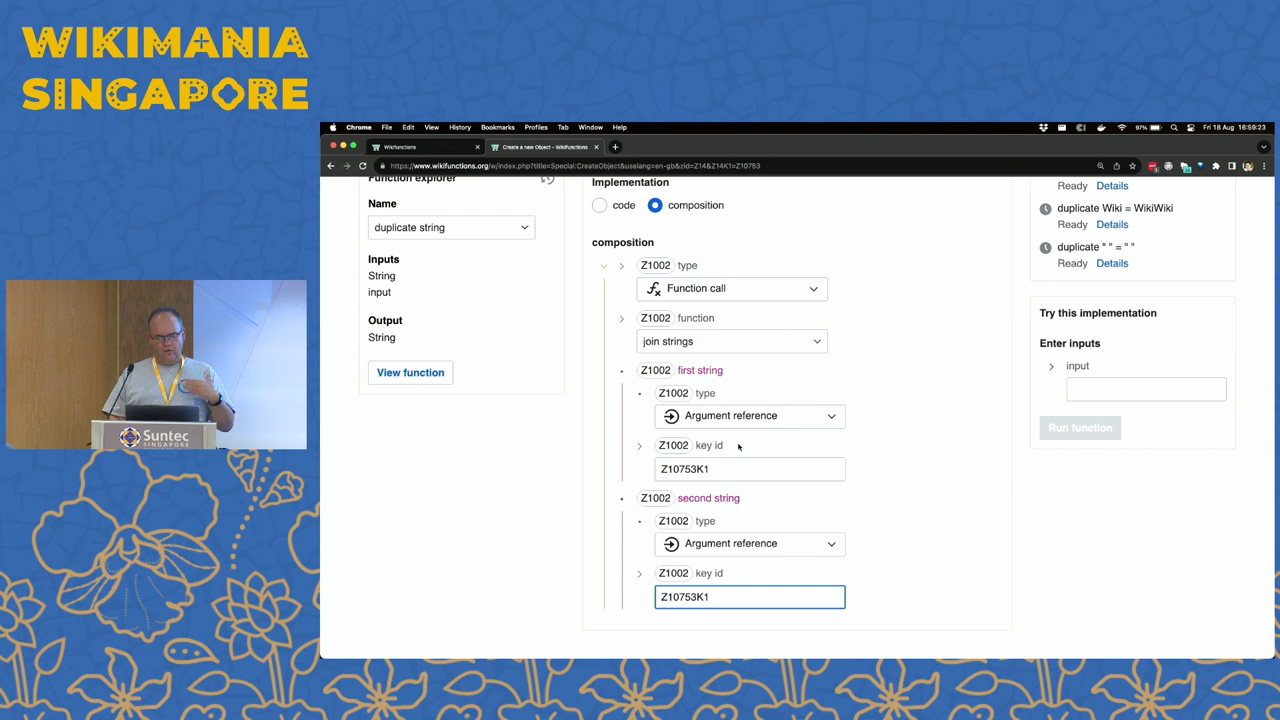 WIKIMANIA
SINGAPORE
Chrome File Edit View History Bookmarks Profiles Tab Window Help
97% Fri 18 Aug 16:59:23
Wikifunctions
Create a new Object - Wikifunctions
https://www.wikifunctions.org/w/index.php?title=Special:CreateObject&uselang=en-gb&zid=Z14&Z14K1=Z10753
Function explorer
Name
duplicate string
Inputs
String
input
Output
String
View function
Implementation
code composition
composition
Z1002 type
Function call
Z1002 function
join strings
Z1002 first string
Z1002 type
Argument reference
Z1002 key id
Z10753K1
Z1002 second string
Z1002 type
Argument reference
Z1002 key id
Z10753K1
Ready Details
duplicate Wiki = WikiWiki
Ready Details
duplicate " " = " "
Ready Details
Try this implementation
Enter inputs
input
Run function
Suntec
SINGAPORE